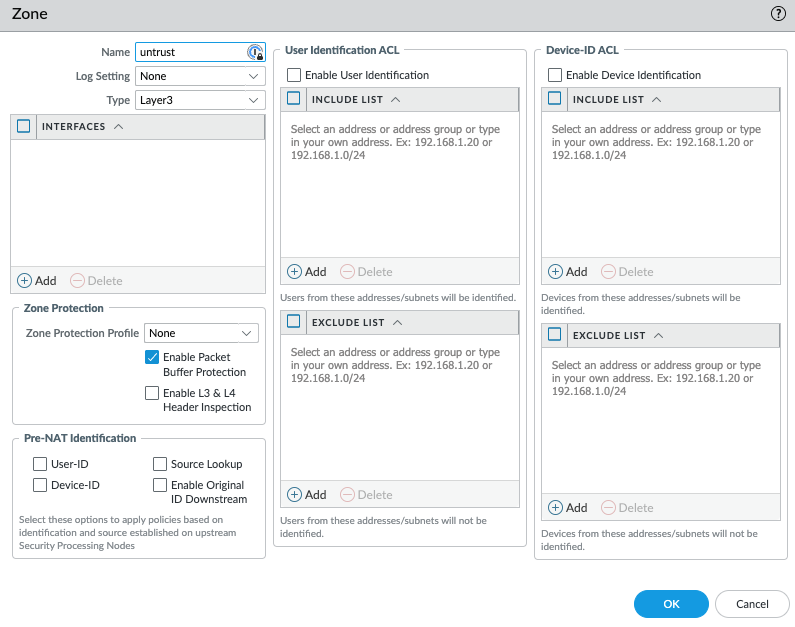 Zone
Name untrust
Log Setting None
Type Layer3
INTERFACES
Add Delete
Zone Protection
Zone Protection Profile None
Enable Packet
Buffer Protection
Enable L3 & L4
Header Inspection
Pre-NAT Identification
User-ID Source Lookup
Device-ID Enable Original
ID Downstream
Select these options to apply policies based on
identification and source established on upstream
Security Processing Nodes
User Identification ACL
Enable User Identification
INCLUDE LIST
Select an address or address group or type
in your own address. Ex: 192.168.1.20 or
192.168.1.0/24
Add Delete
Users from these addresses/subnets will be identified.
EXCLUDE LIST
Select an address or address group or type
in your own address. Ex: 192.168.1.20 or
192.168.1.0/24
Add Delete
Users from these addresses/subnets will not be
identified.
Device-ID ACL
Enable Device Identification
INCLUDE LIST
Select an address or address group or type
in your own address. Ex: 192.168.1.20 or
192.168.1.0/24
Add Delete
Devices from these addresses/subnets will be
identified.
EXCLUDE LIST
Select an address or address group or type
in your own address. Ex: 192.168.1.20 or
192.168.1.0/24
Add Delete
Devices from these addresses/subnets will not be
identified.
OK Cancel